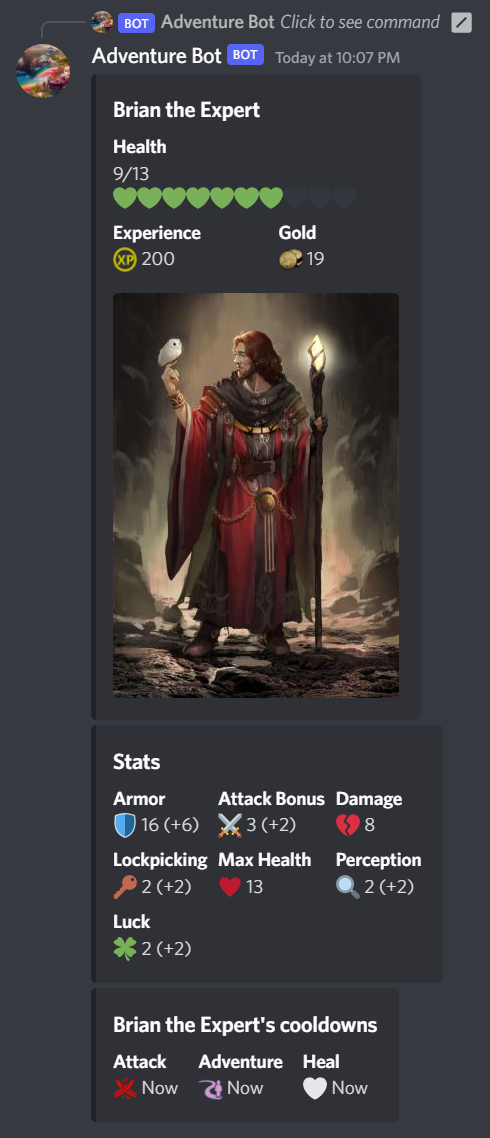 BOT Adventure Bot Click to see command
Adventure Bot BOT Today at 10:07 PM
Brian the Expert
Health
9/13
Experience Gold
XP 200 19
Stats
Armor Attack Bonus Damage
16 (+6) 3 (+2) 8
Lockpicking Max Health Perception
2 (+2) 13 2 (+2)
Luck
2 (+2)
Brian the Expert's cooldowns
Attack Adventure Heal
Now Now Now